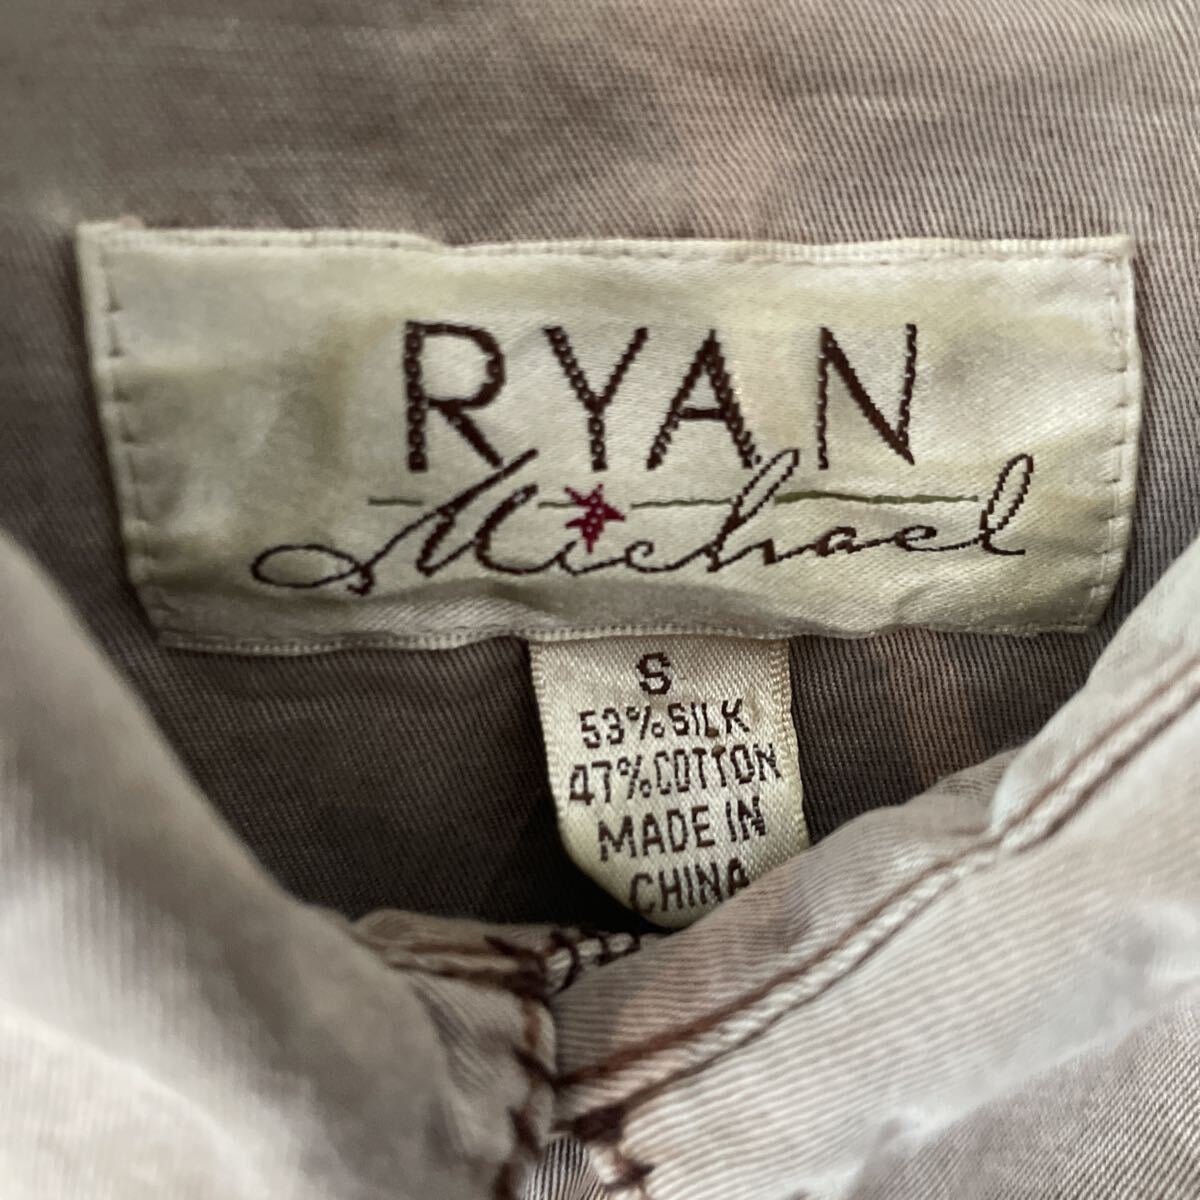 RYAN
Michael
S
53% SILK
47% COTTON
MADE IN
CHINA